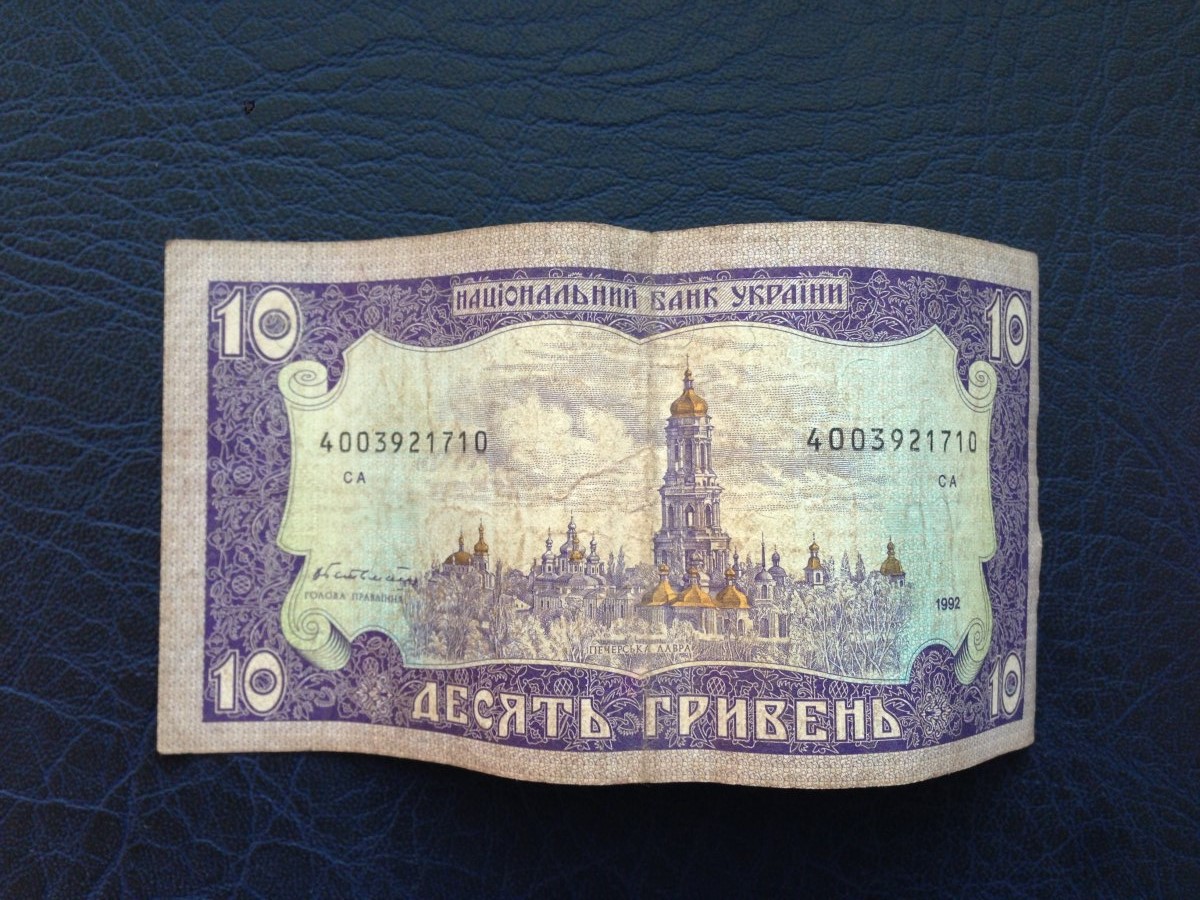 НАЦІОНАЛЬНИЙ БАНК УКРАЇНИ
10
10
4003921710
4003921710
СА
СА
ГОЛОВА ПРАВЛІННЯ
1992
ПЕЧЕРСЬКА ЛАВРА
10
10
ДЕСЯТЬ ГРИВЕНЬ